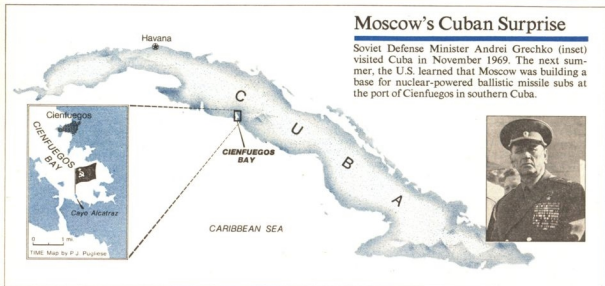 Moscow's Cuban Surprise
Soviet Defense Minister Andrei Grechko (inset)
visited Cuba in November 1969. The next sum-
mer, the U.S. learned that Moscow was building a
base for nuclear-powered ballistic missile subs at
the port of Cienfuegos in southern Cuba.
Havana
CUBA
CIENFUEGOS
BAY
CARIBBEAN SEA
Cienfuegos
CIENFUEGOS
BAY
Cayo Alcatraz
0 1 mi.
TIME Map by P.J. Pugliese